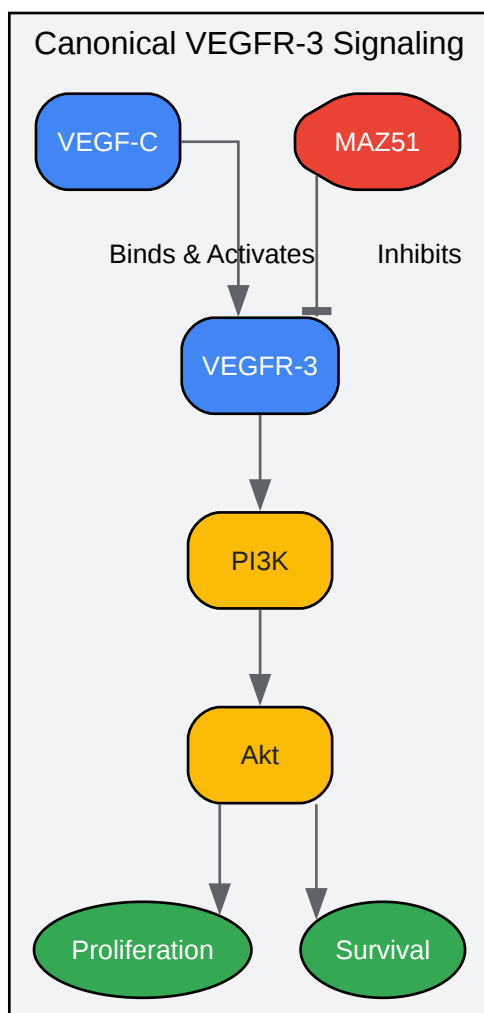 Canonical VEGFR-3 Signaling
VEGF-C
MAZ51
Binds & Activates
Inhibits
VEGFR-3
PI3K
Akt
Proliferation
Survival